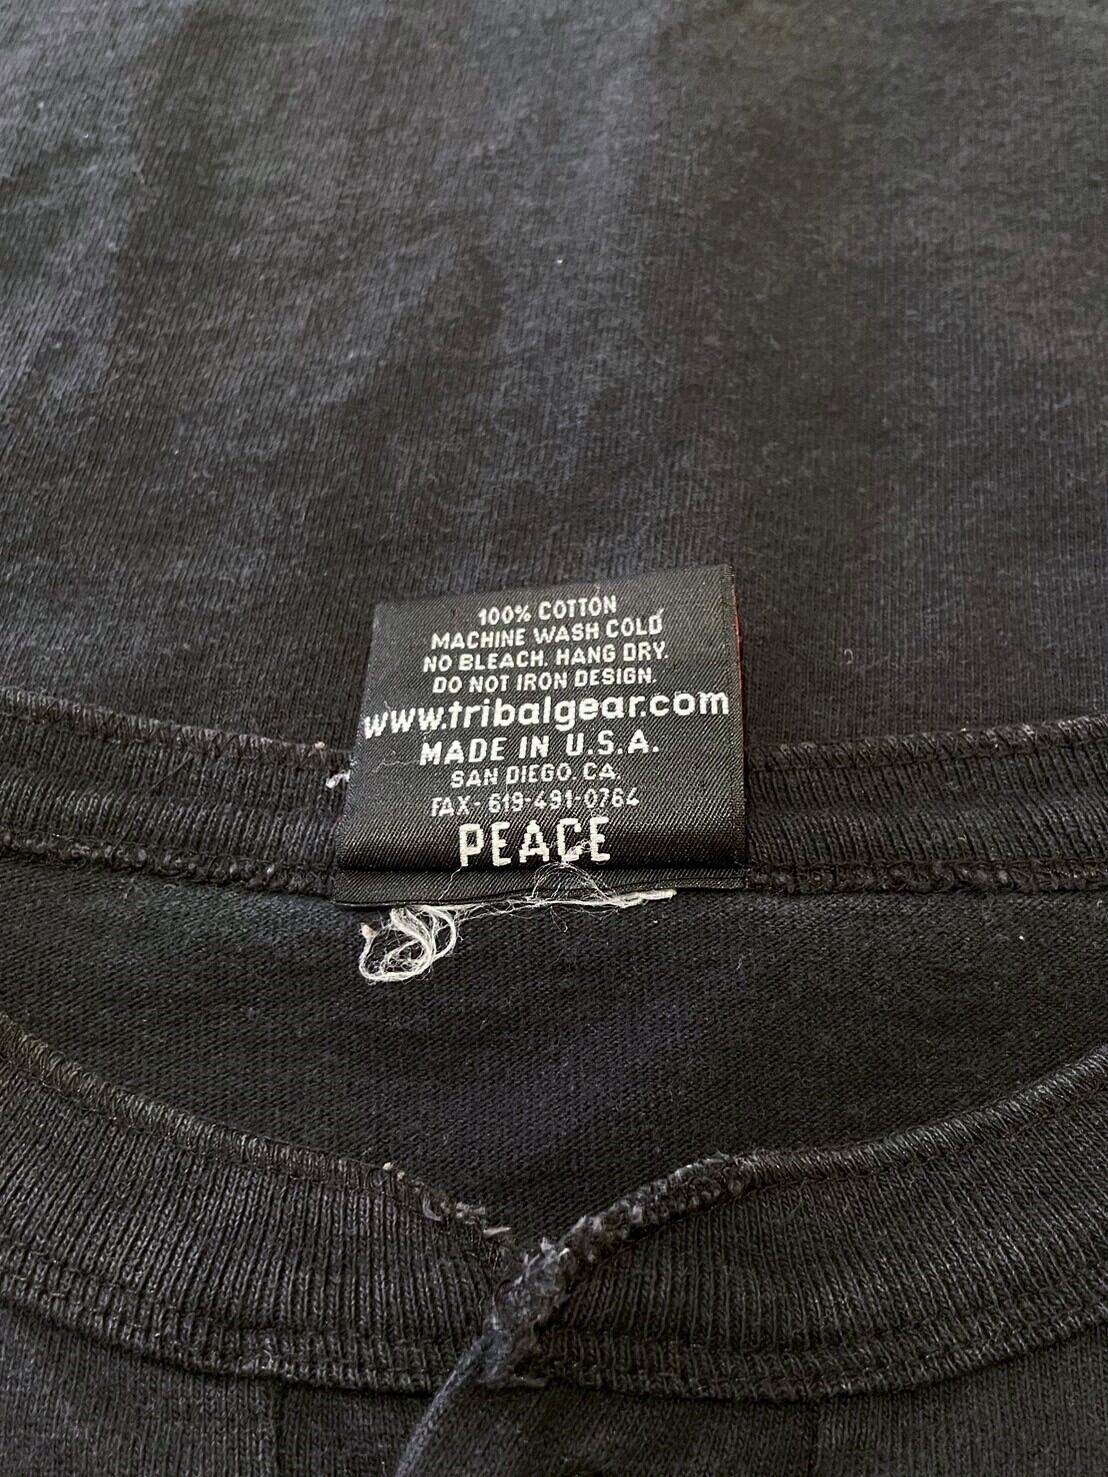 100% COTTON
MACHINE WASH COLD
NO BLEACH. HANG DRY.
DO NOT IRON DESIGN.
www.tribalgear.com
MADE IN U.S.A.
SAN DIEGO. CA.
FAX- 619-491-0764
PEACE